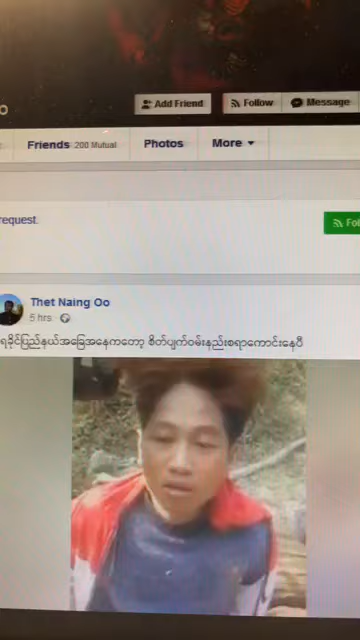 Add Friend Follow Message
Friends 200 Mutual Photos More
request.
Thet Naing Oo
5 hrs
ရခိုင်ပြည်နယ်အခြေအနေကတော့ စိတ်ပျက်ဝမ်းနည်းစရာကောင်းနေပီ